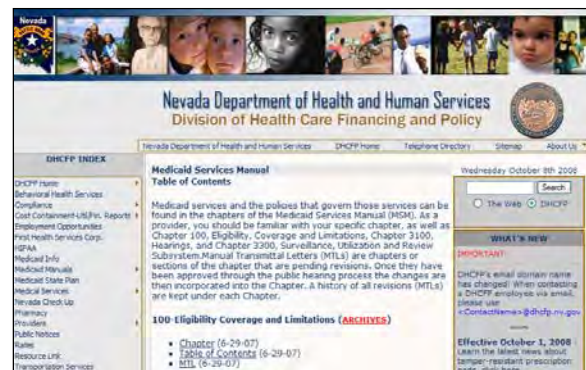 Nevada
Nevada Department of Health and Human Services
Division of Health Care Financing and Policy
Nevada Department of Health and Human Services DHCFP Home Telephone Directory Sitemap About Us
DHCFP INDEX
DHCFP Home
Behavioral Health Services
Compliance
Cost Containment-USI/Fin. Reports
Employment Opportunities
First Health Services Corp.
HIPAA
Medicaid Info
Medicaid Manuals
Medicaid State Plan
Medical Services
Nevada Check Up
Pharmacy
Providers
Public Notices
Rates
Resource Link
Transportation Services
Medicaid Services Manual
Table of Contents
Medicaid services and the policies that govern those services can be
found in the chapters of the Medicaid Services Manual (MSM). As a
provider, you should be familiar with your specific chapter, as well as
Chapter 100, Eligibility, Coverage and Limitations, Chapter 3100,
Hearings, and Chapter 3300, Surveillance, Utilization and Review
Subsystem.Manual Transmittal Letters (MTLs) are chapters or
sections of the chapter that are pending revisions. Once they have
been approved through the public hearing process the changes are
then incorporated into the Chapter. A history of all revisions (MTLs)
are kept under each Chapter.
100-Eligibility Coverage and Limitations (ARCHIVES)
Chapter (6-29-07)
Table of Contents (6-29-07)
MTL (6-29-07)
Wednesday October 8th 2008
Search
The Web DHCFP
WHAT'S NEW
IMPORTANT
DHCFP's email domain name
has changed. When contacting
a DHCFP employee via email,
please use
<ContactName>@dhcfp.nv.gov
Effective October 1, 2008
Learn the latest news about
tamper-resistant prescription